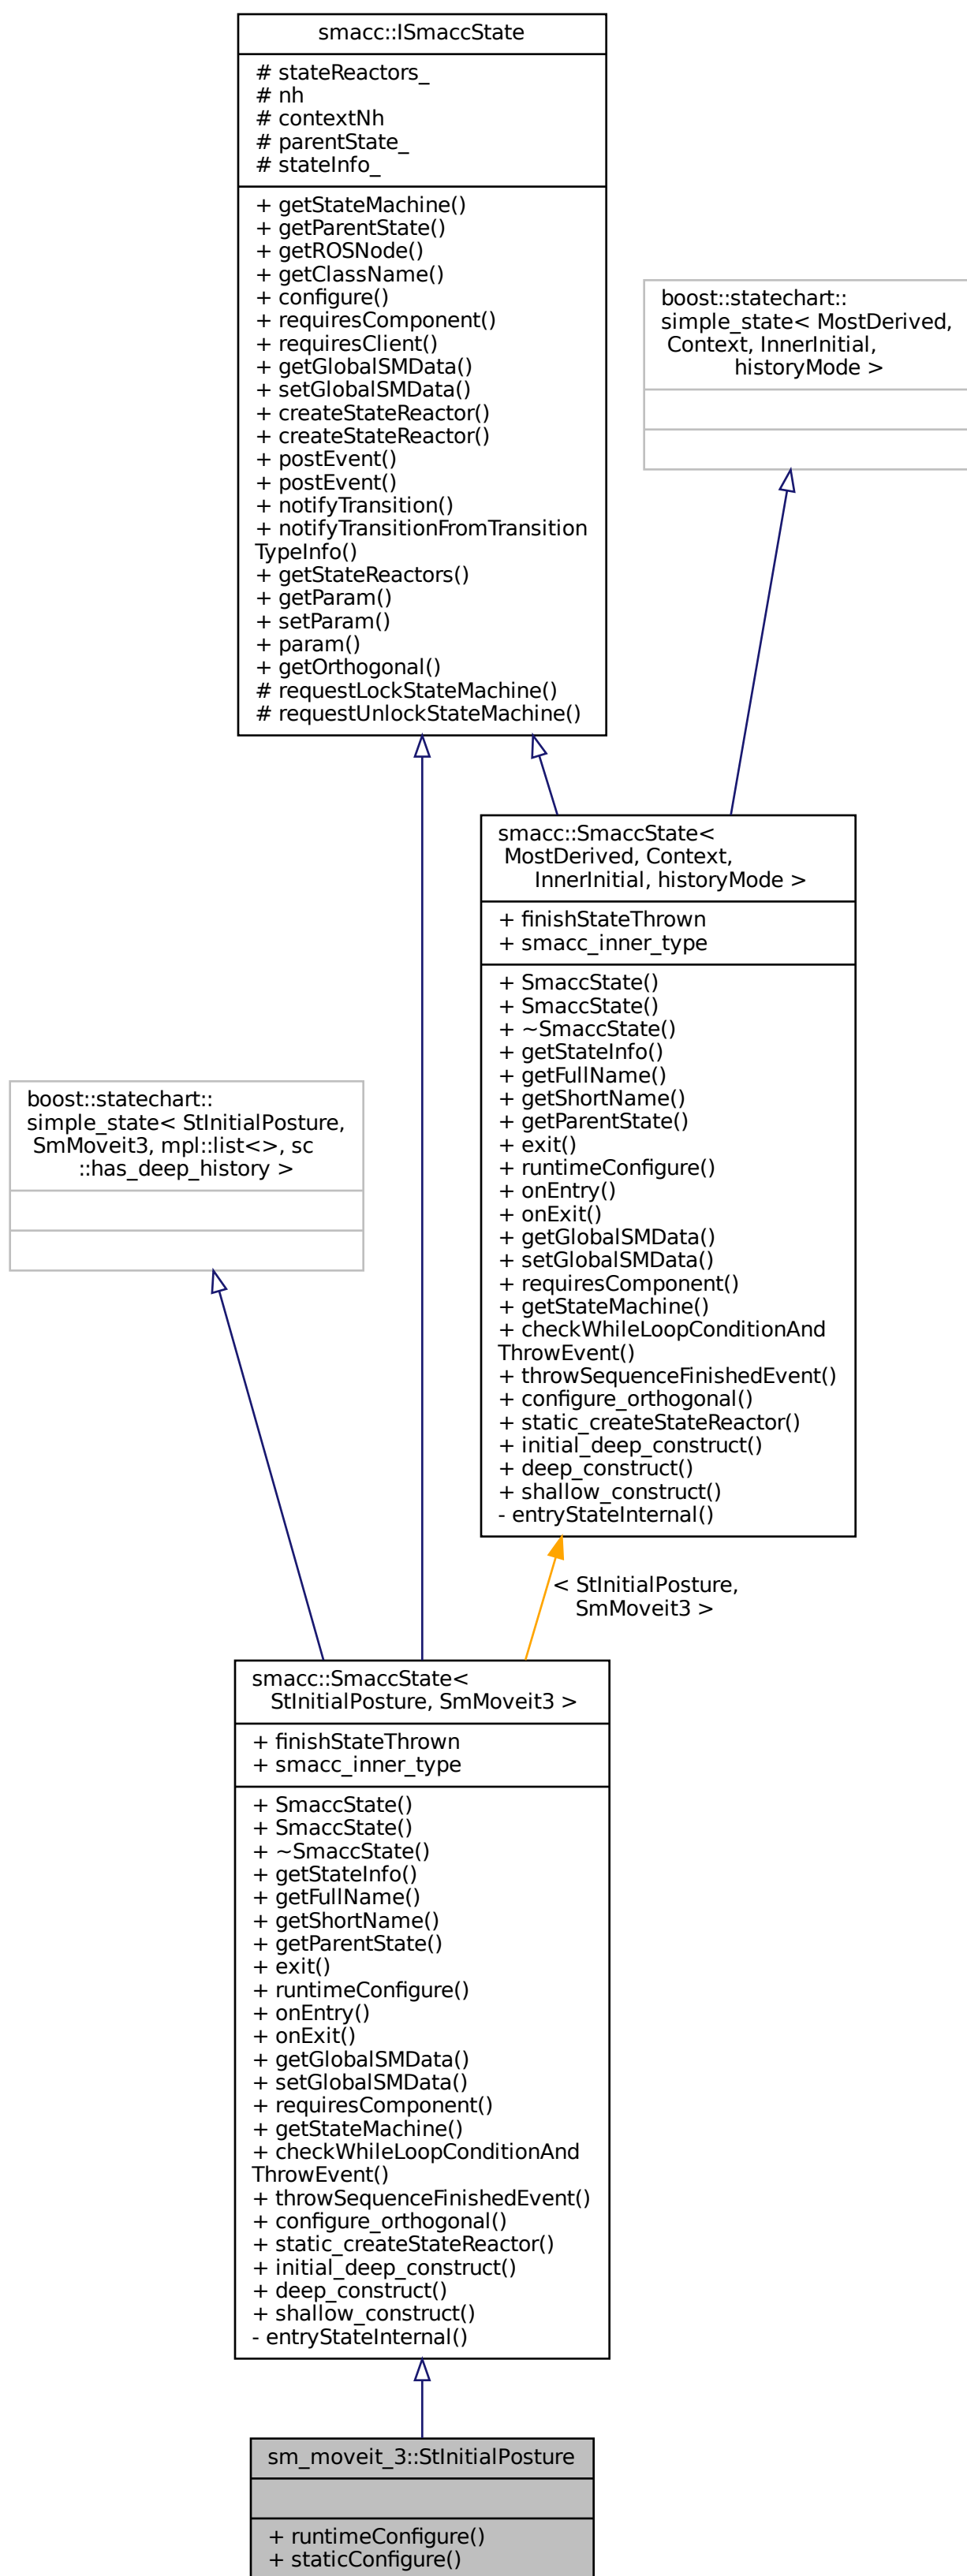 smacc::ISmaccState
# stateReactors_
# nh
# contextNh
# parentState_
# stateInfo_
+ getStateMachine()
+ getParentState()
+ getROSNode()
+ getClassName()
+ configure()
+ requiresComponent()
+ requiresClient()
+ getGlobalSMData()
+ setGlobalSMData()
+ createStateReactor()
+ createStateReactor()
+ postEvent()
+ postEvent()
+ notifyTransition()
+ notifyTransitionFromTransition
TypeInfo()
+ getStateReactors()
+ getParam()
+ setParam()
+ param()
+ getOrthogonal()
# requestLockStateMachine()
# requestUnlockStateMachine()
boost::statechart::
simple_state< MostDerived,
Context, InnerInitial,
historyMode >
smacc::SmaccState<
MostDerived, Context,
InnerInitial, historyMode >
+ finishStateThrown
+ smacc_inner_type
+ SmaccState()
+ SmaccState()
+ ~SmaccState()
+ getStateInfo()
+ getFullName()
+ getShortName()
+ getParentState()
+ exit()
+ runtimeConfigure()
+ onEntry()
+ onExit()
+ getGlobalSMData()
+ setGlobalSMData()
+ requiresComponent()
+ getStateMachine()
+ checkWhileLoopConditionAnd
ThrowEvent()
+ throwSequenceFinishedEvent()
+ configure_orthogonal()
+ static_createStateReactor()
+ initial_deep_construct()
+ deep_construct()
+ shallow_construct()
- entryStateInternal()
boost::statechart::
simple_state< StInitialPosture,
SmMoveit3, mpl::list<>, sc
::has_deep_history >
< StInitialPosture,
SmMoveit3 >
smacc::SmaccState<
StInitialPosture, SmMoveit3 >
+ finishStateThrown
+ smacc_inner_type
+ SmaccState()
+ SmaccState()
+ ~SmaccState()
+ getStateInfo()
+ getFullName()
+ getShortName()
+ getParentState()
+ exit()
+ runtimeConfigure()
+ onEntry()
+ onExit()
+ getGlobalSMData()
+ setGlobalSMData()
+ requiresComponent()
+ getStateMachine()
+ checkWhileLoopConditionAnd
ThrowEvent()
+ throwSequenceFinishedEvent()
+ configure_orthogonal()
+ static_createStateReactor()
+ initial_deep_construct()
+ deep_construct()
+ shallow_construct()
- entryStateInternal()
sm_moveit_3::StInitialPosture
+ runtimeConfigure()
+ staticConfigure()